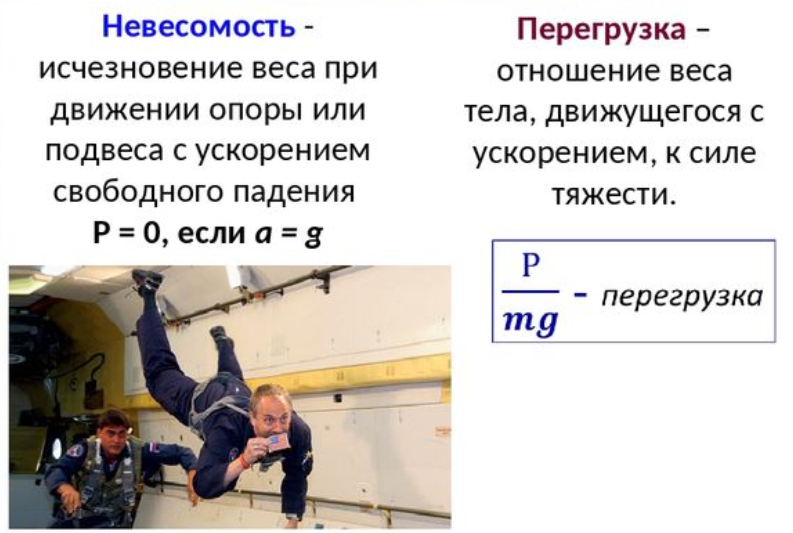 Невесомость -
исчезновение веса при
движении опоры или
подвеса с ускорением
свободного падения
P = 0, если a = g
Перегрузка –
отношение веса
тела, движущегося с
ускорением, к силе
тяжести.
P
mg
- перегрузка